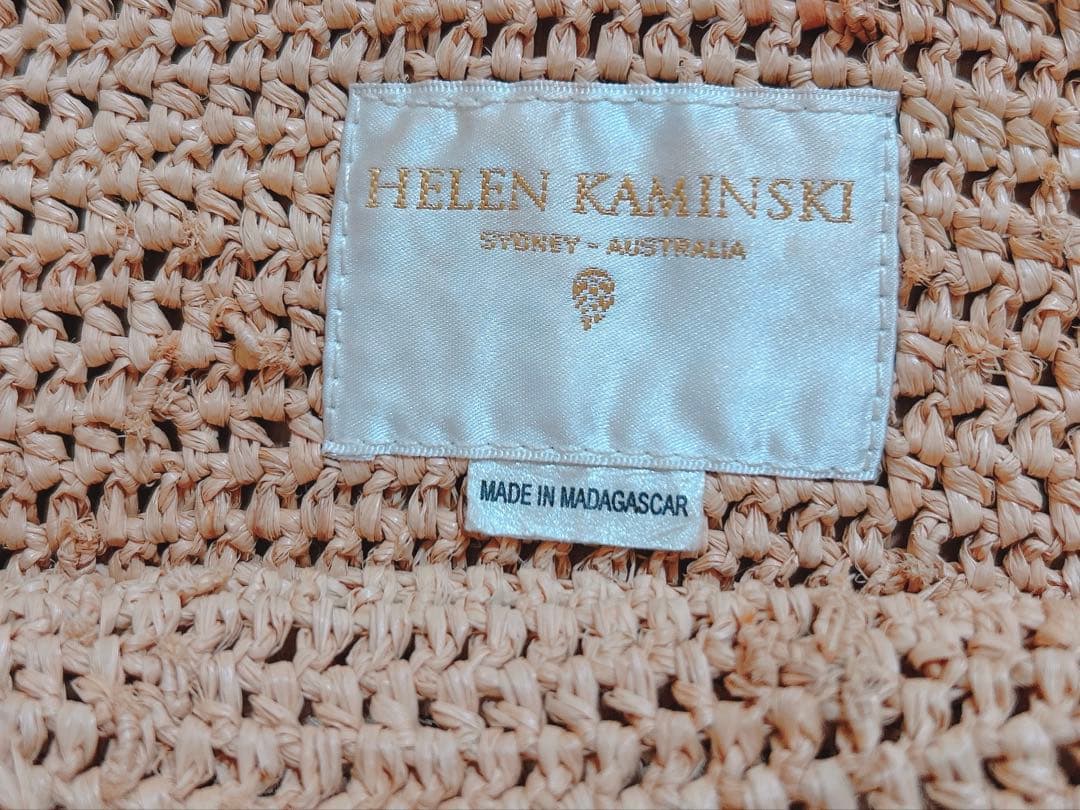 HELEN KAMINSKI
SYDNEY - AUSTRALIA
MADE IN MADAGASCAR